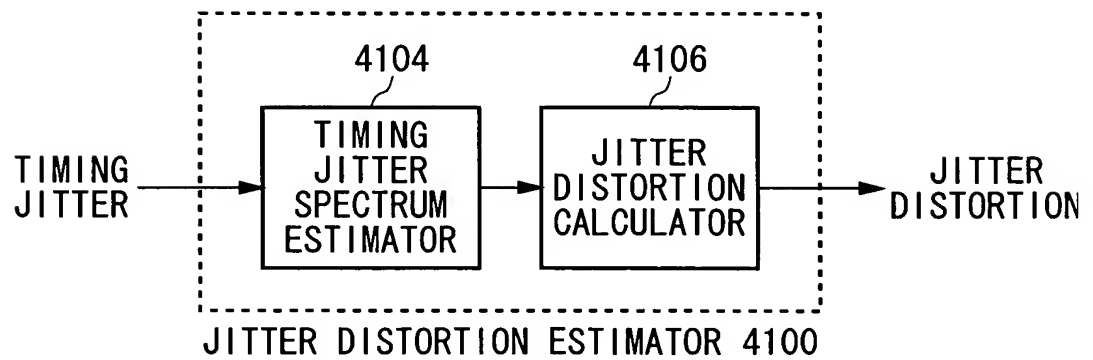 4104
4106
TIMING
JITTER
TIMING
JITTER
SPECTRUM
ESTIMATOR
JITTER
DISTORTION
CALCULATOR
JITTER
DISTORTION
JITTER DISTORTION ESTIMATOR 4100